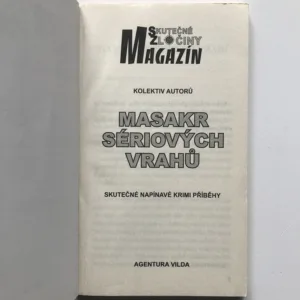 SKUTEČNÉ
ZLOČINY
MAGAZÍN
KOLEKTIV AUTORŮ
MASAKR
SÉRIOVÝCH
VRAHŮ
SKUTEČNÉ NAPÍNAVÉ KRIMI PŘÍBĚHY
AGENTURA VILDA